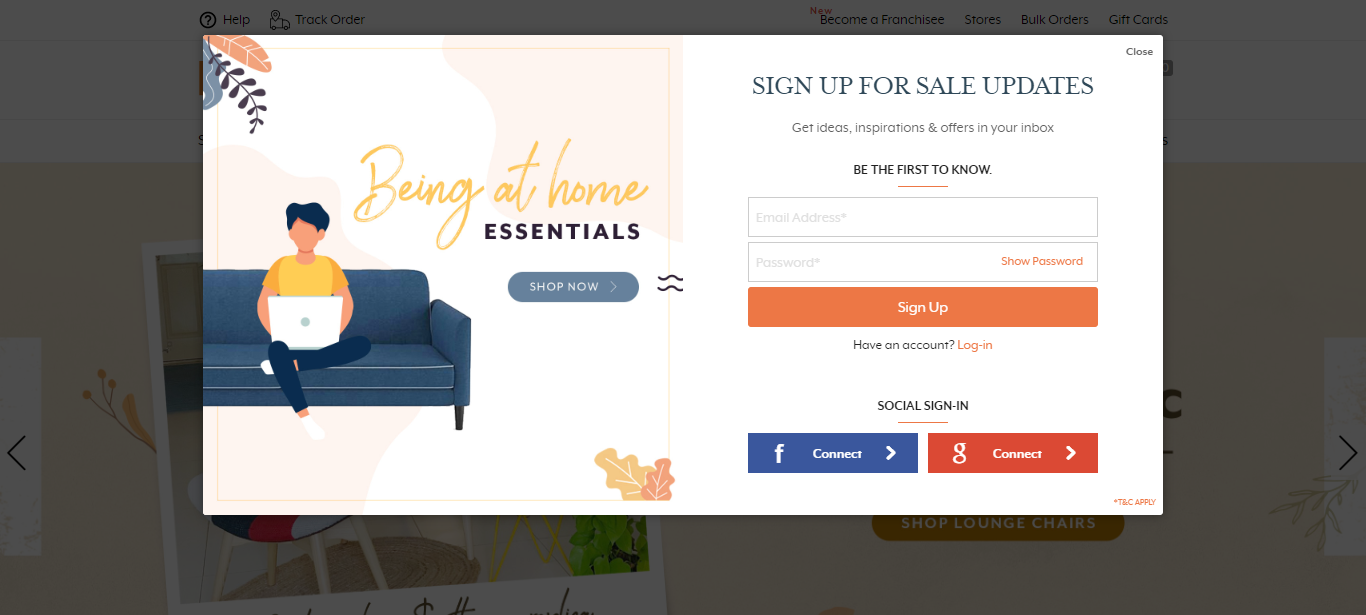 Help
Track Order
New
Become a Franchisee
Stores
Bulk Orders
Gift Cards
Close
SIGN UP FOR SALE UPDATES
Get ideas, inspirations & offers in your inbox
BE THE FIRST TO KNOW.
Email Address*
Password*
Show Password
Sign Up
Have an account? Log-in
SOCIAL SIGN-IN
f Connect
g Connect
*T&C APPLY
Being at home
ESSENTIALS
SHOP NOW
SHOP LOUNGE CHAIRS